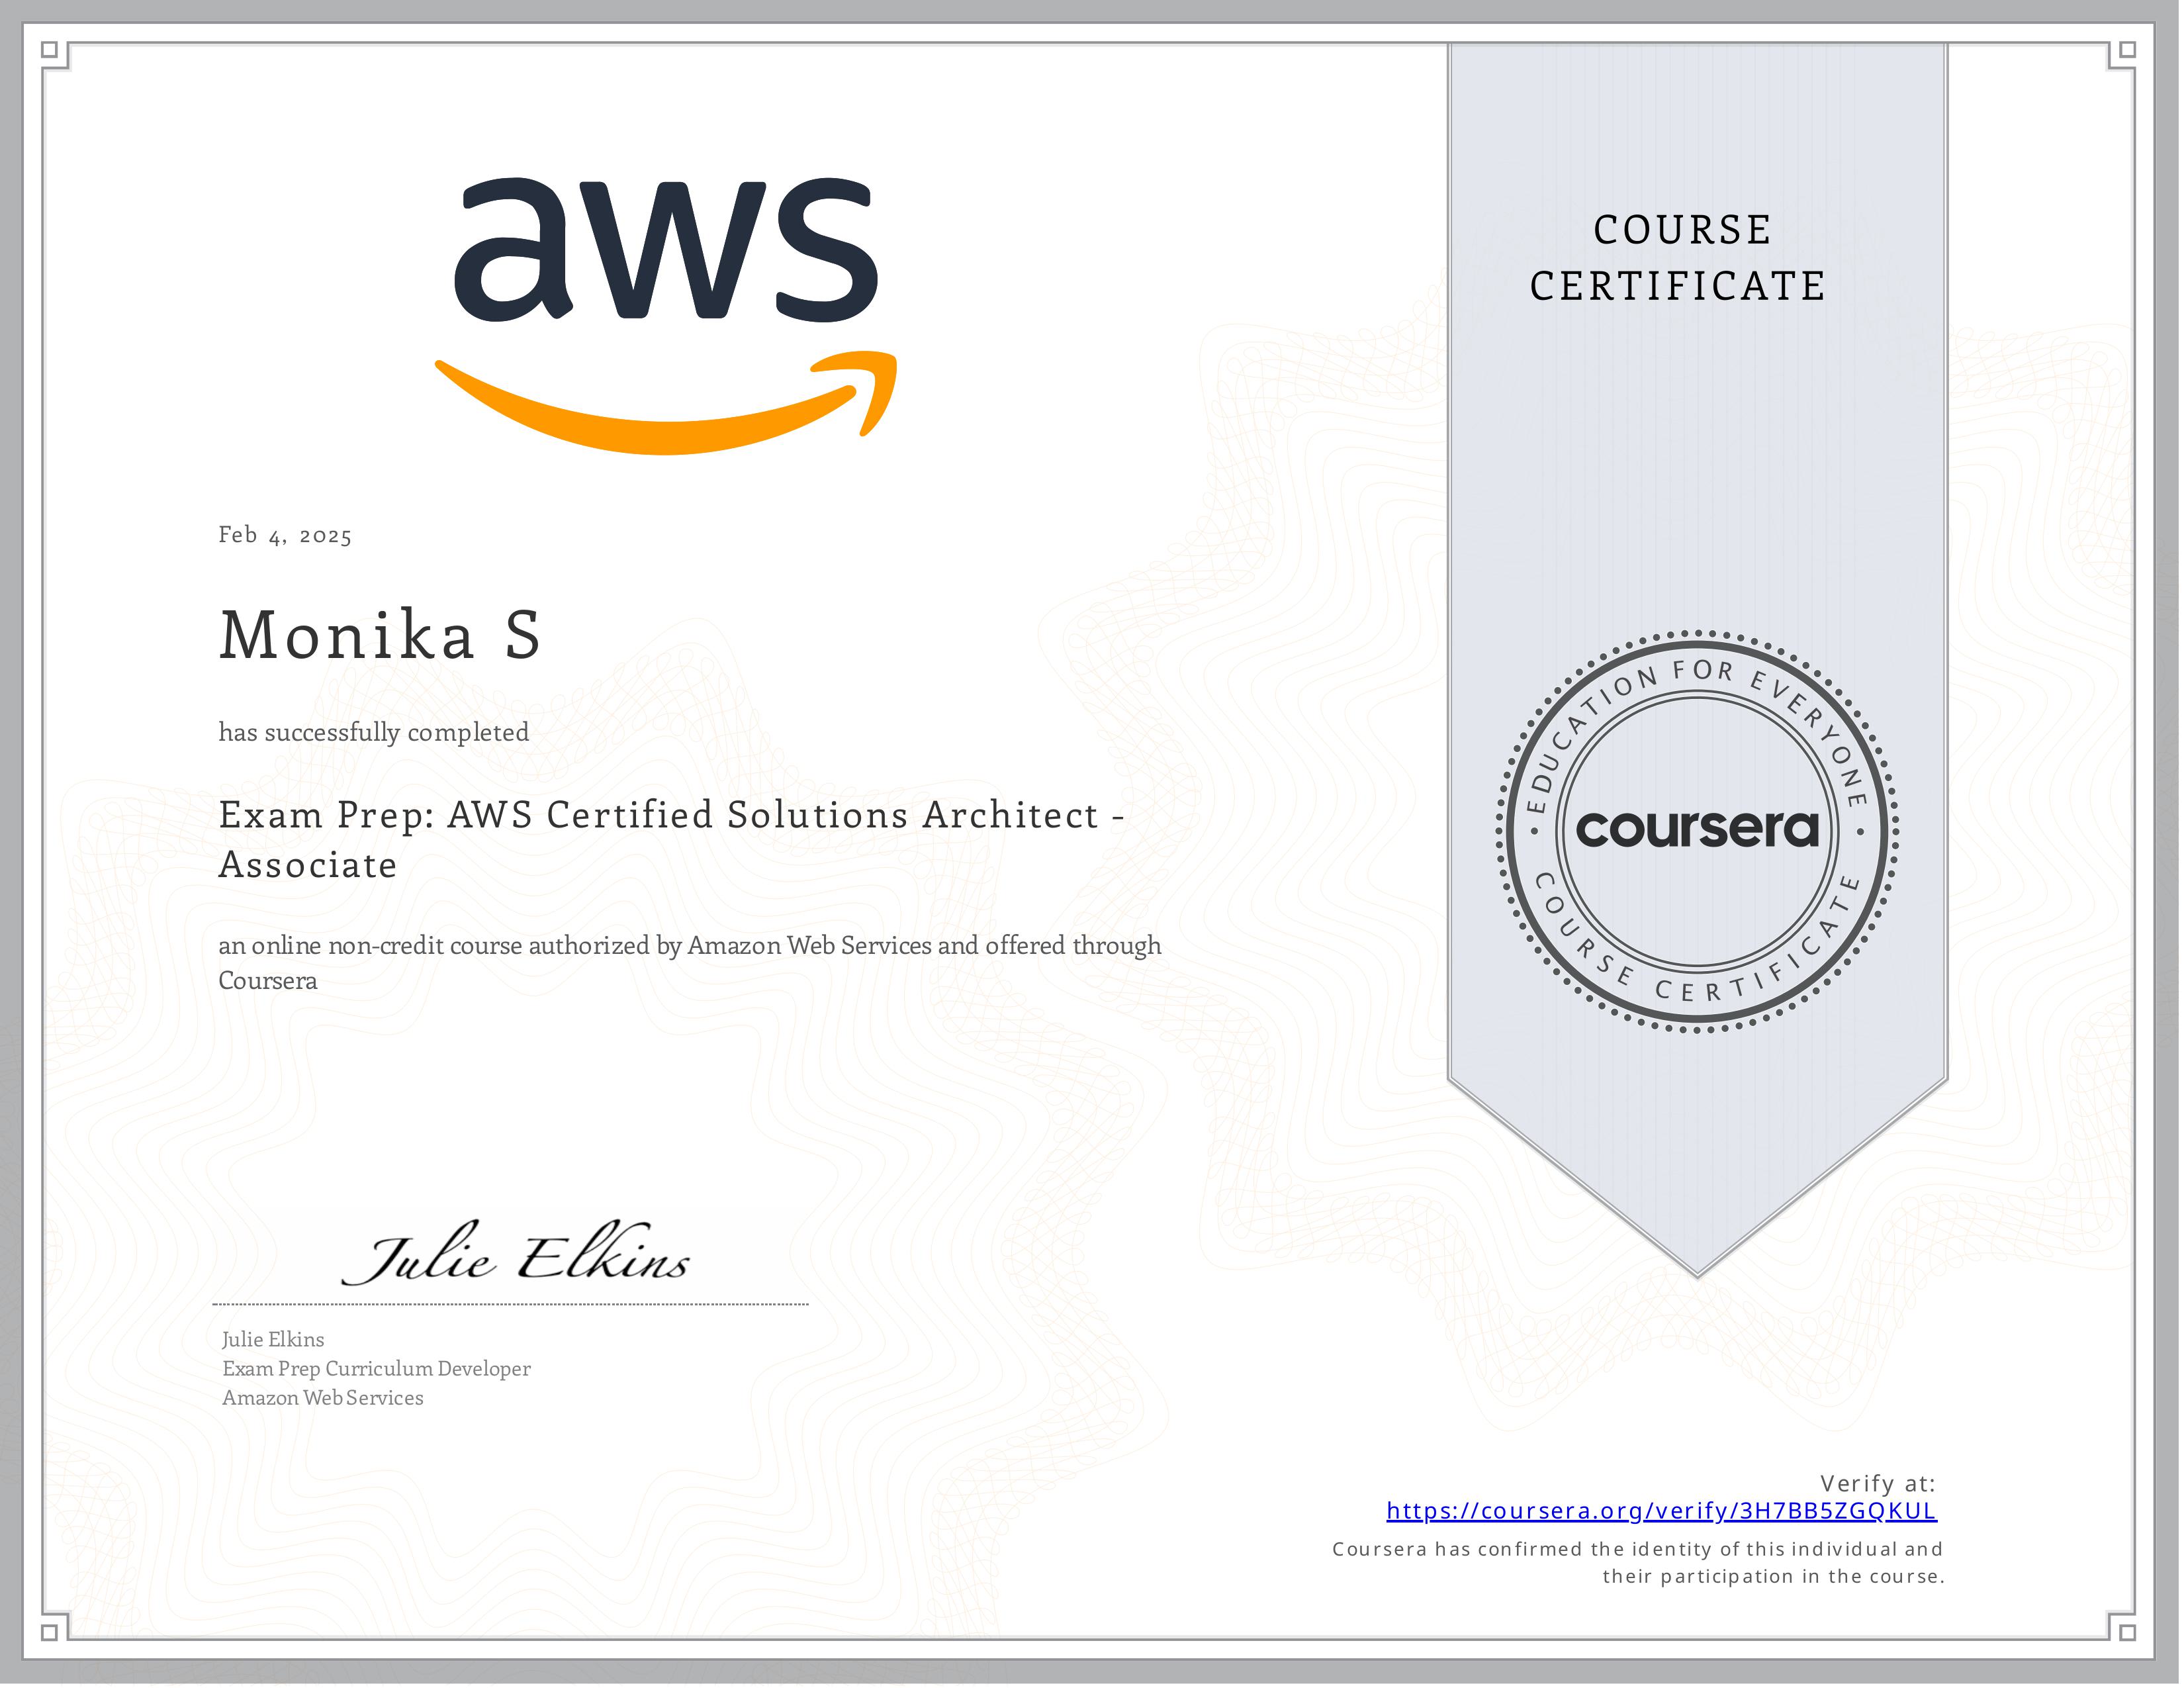 aws
COURSE
CERTIFICATE
Feb 4, 2025
Monika S
has successfully completed
Exam Prep: AWS Certified Solutions Architect -
Associate
an online non-credit course authorized by Amazon Web Services and offered through
Coursera
EDUCATION FOR EVERYONE
coursera
COURSE CERTIFICATE
Julie Elkins
Julie Elkins
Exam Prep Curriculum Developer
Amazon Web Services
Verify at:
https://coursera.org/verify/3H7BB5ZGQKUL
Coursera has confirmed the identity of this individual and
their participation in the course.